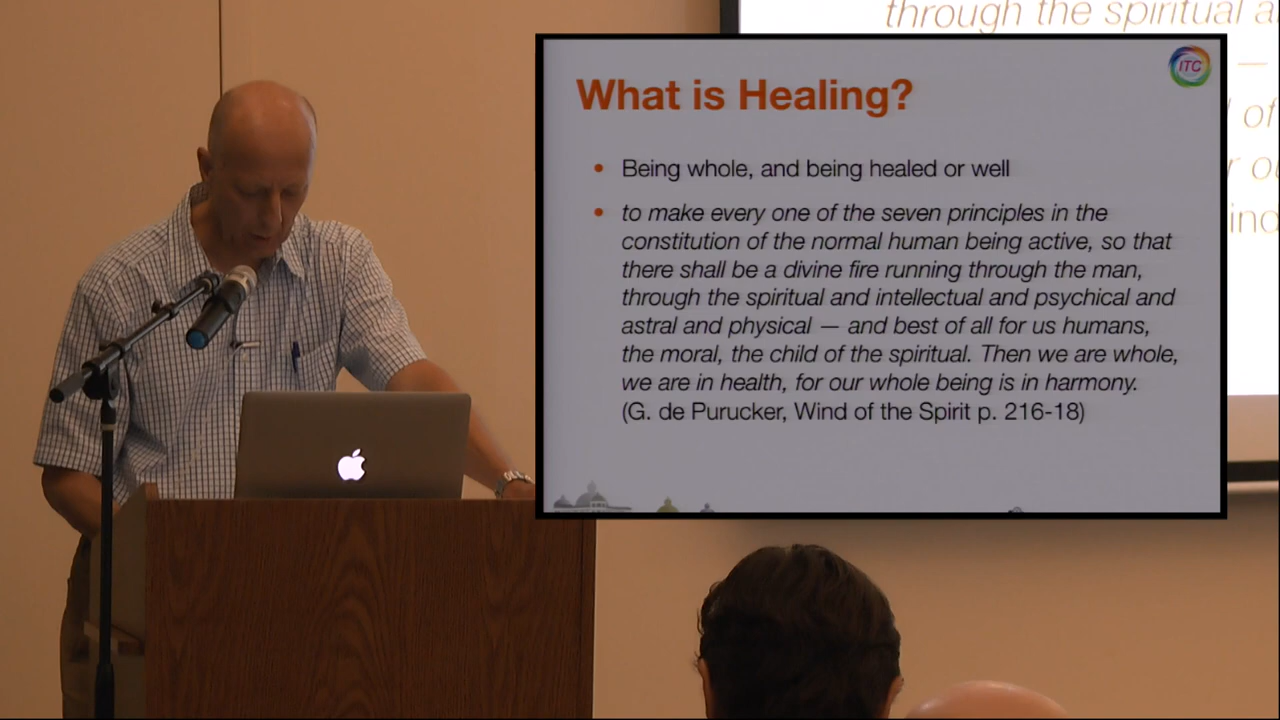 through the spiritual a
ITC
What is Healing?
• Being whole, and being healed or well
• to make every one of the seven principles in the
constitution of the normal human being active, so that
there shall be a divine fire running through the man,
through the spiritual and intellectual and psychical and
astral and physical — and best of all for us humans,
the moral, the child of the spiritual. Then we are whole,
we are in health, for our whole being is in harmony.
(G. de Purucker, Wind of the Spirit p. 216-18)
—
of
r ou
ind